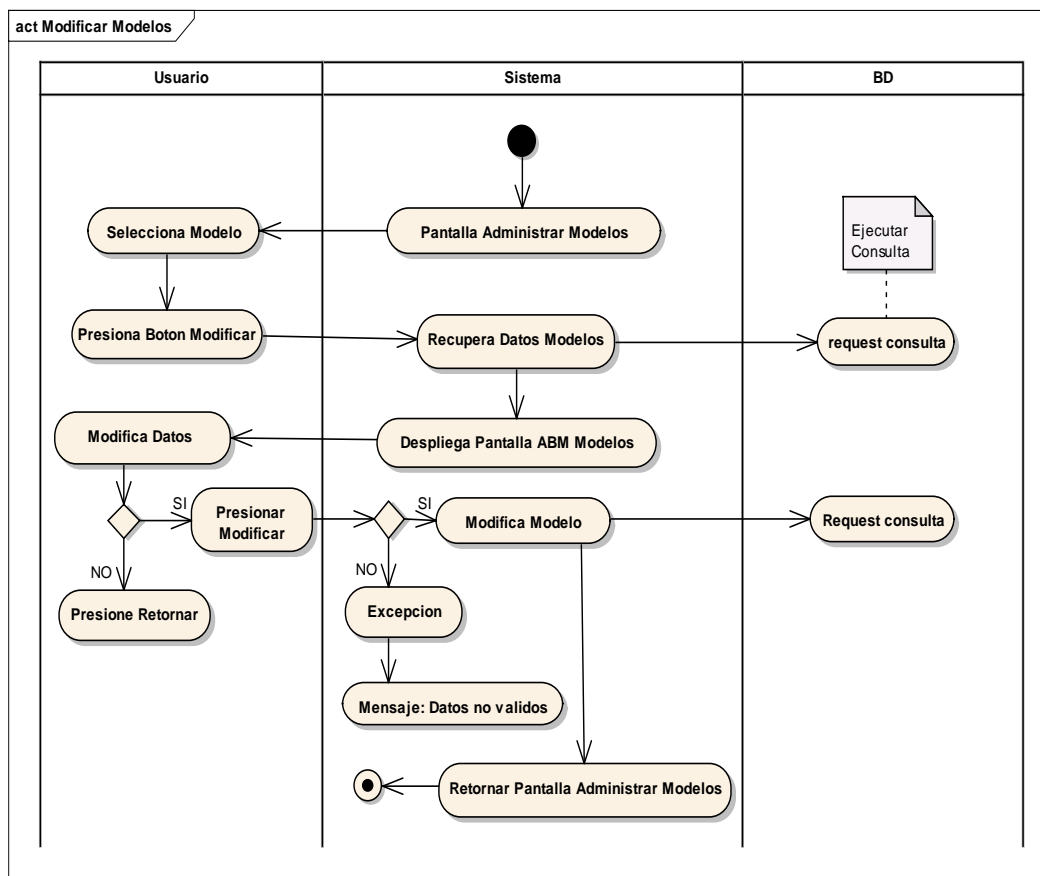 act Modificar Modelos
Usuario
Sistema
BD
Selecciona Modelo
Pantalla Administrar Modelos
Ejecutar
Consulta
Presiona Boton Modificar
Recupera Datos Modelos
request consulta
Modifica Datos
Despliega Pantalla ABM Modelos
SI
Presionar
Modificar
SI
Modifica Modelo
Request consulta
NO
Presione Retornar
NO
Excepcion
Mensaje: Datos no validos
Retornar Pantalla Administrar Modelos